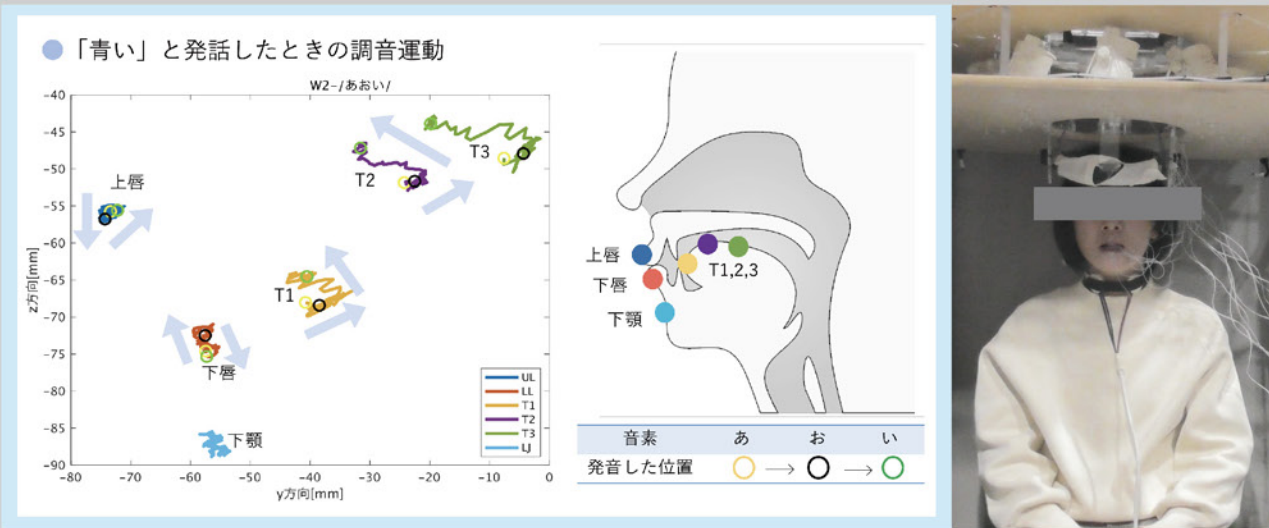 「青い」と発話したときの調音運動
W2-/あおい/
-40
-45
-50
-55
-60
-65
-70
-75
-80
-85
-90
z方向[mm]
上唇
T2
T3
T1
下唇
下顎
UL
LL
T1
T2
T3
LJ
-80 -70 -60 -50 -40 -30 -20 -10 0
y方向[mm]
上唇
下唇
下顎
T1,2,3
音素 あ お い
発音した位置 → →